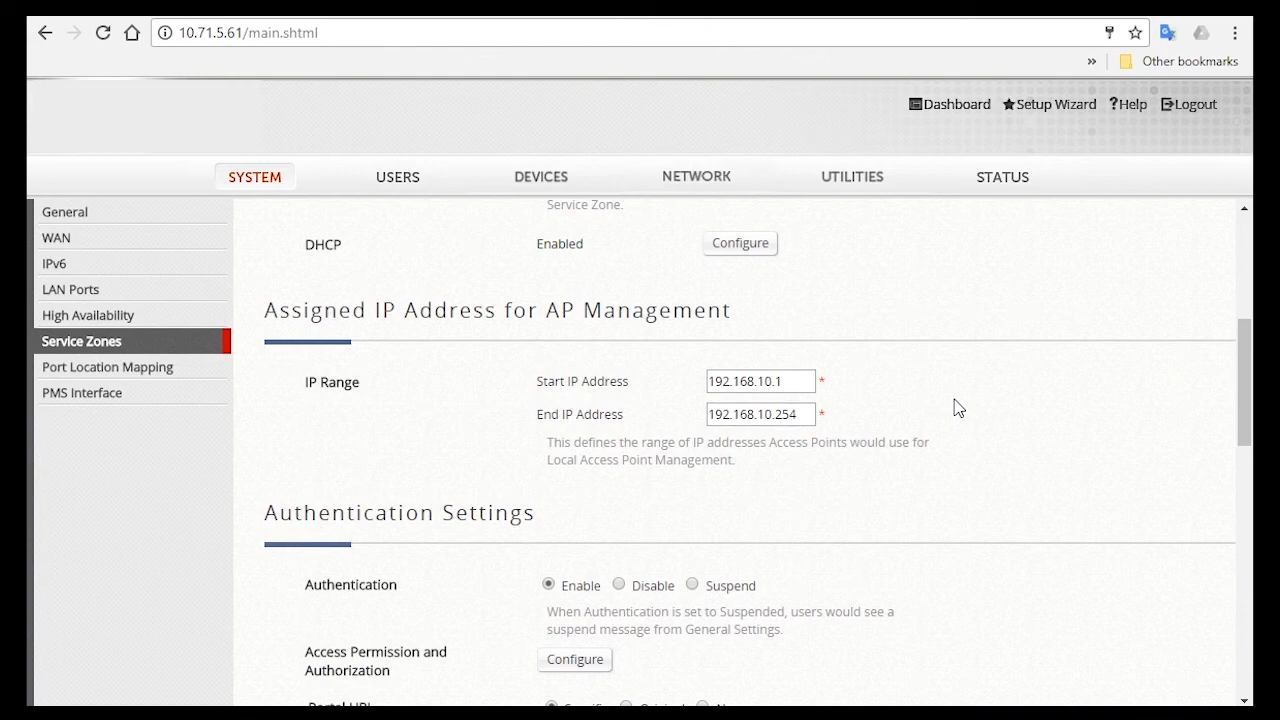 10.71.5.61/main.shtml
» Other bookmarks
Dashboard Setup Wizard ?Help Logout
SYSTEM USERS DEVICES NETWORK UTILITIES STATUS
General
WAN
IPv6
LAN Ports
High Availability
Service Zones
Port Location Mapping
PMS Interface
Service Zone.
DHCP Enabled Configure
Assigned IP Address for AP Management
IP Range Start IP Address 192.168.10.1 *
End IP Address 192.168.10.254 *
This defines the range of IP addresses Access Points would use for
Local Access Point Management.
Authentication Settings
Authentication Enable Disable Suspend
When Authentication is set to Suspended, users would see a
suspend message from General Settings.
Access Permission and
Authorization
Configure